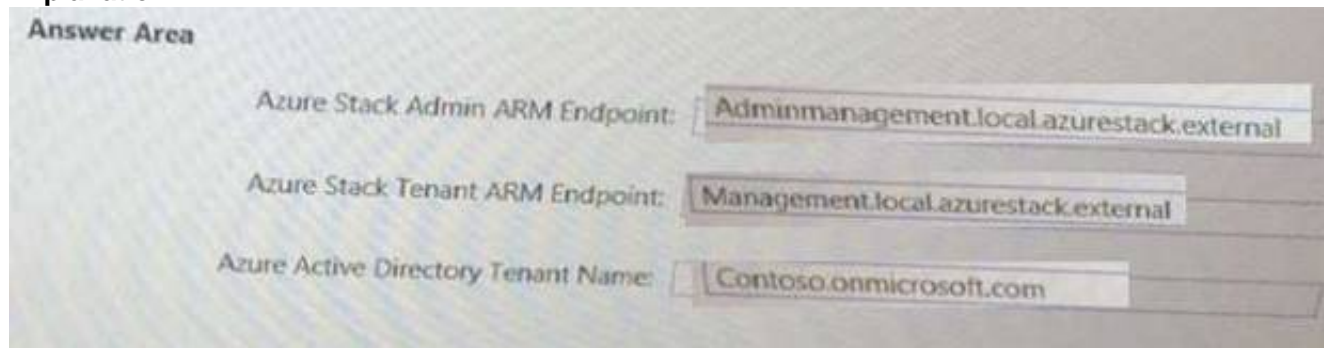 Answer Area
Azure Stack Admin ARM Endpoint: Adminmanagement.local.azurestack.external
Azure Stack Tenant ARM Endpoint: Management.local.azurestack.external
Azure Active Directory Tenant Name: Contoso.onmicrosoft.com